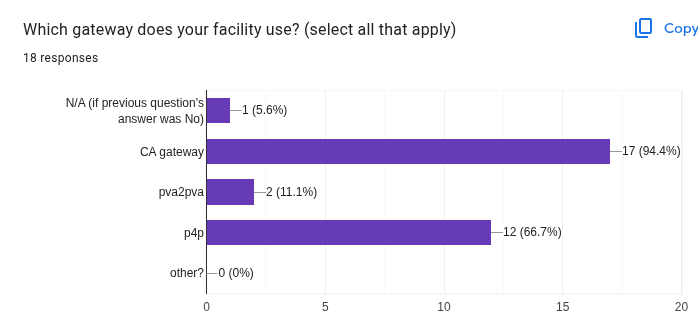 Which gateway does your facility use? (select all that apply)
Copy
18 responses
N/A (if previous question's
answer was No)
1 (5.6%)
CA gateway
17 (94.4%)
pva2pva
2 (11.1%)
p4p
12 (66.7%)
other?
0 (0%)
0 5 10 15 20